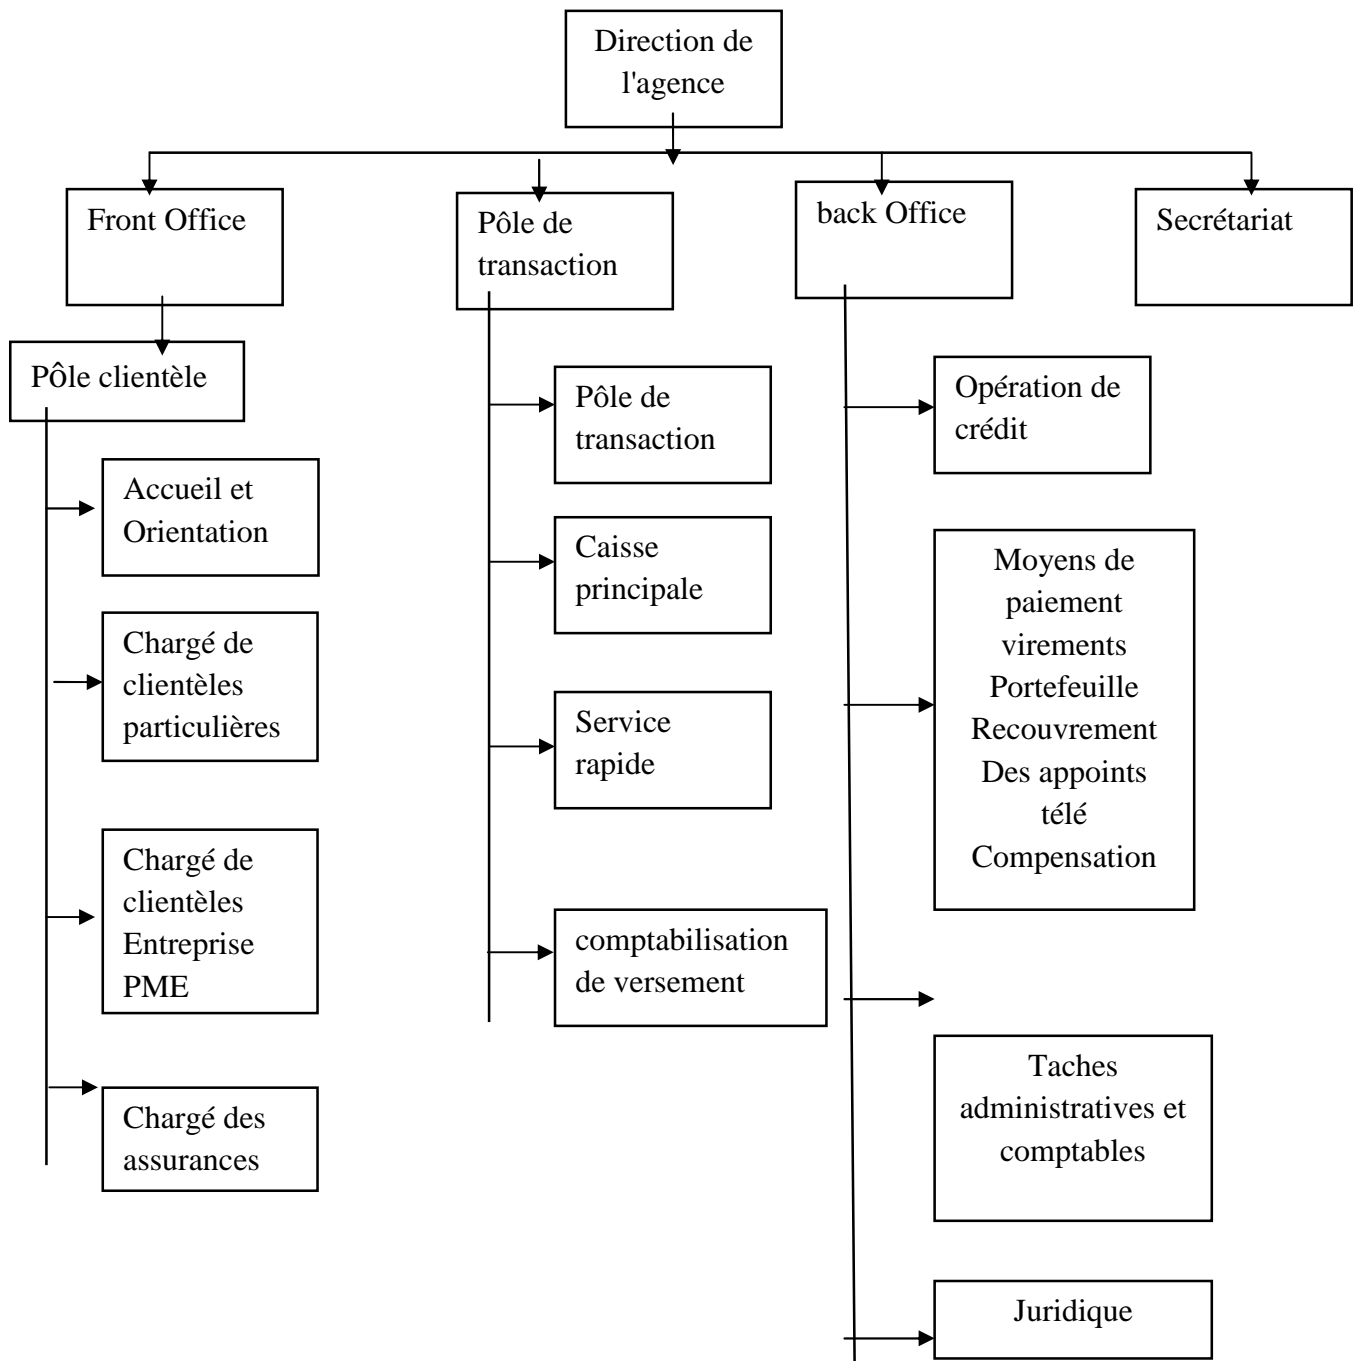 Direction de
l'agence
Front Office
Pôle de
transaction
back Office
Secrétariat
Pôle clientèle
Accueil et
Orientation
Chargé de
clientèles
particulières
Chargé de
clientèles
Entreprise
PME
Chargé des
assurances
Pôle de
transaction
Caisse
principale
Service
rapide
comptabilisation
de versement
Opération de
crédit
Moyens de
paiement
virements
Portefeuille
Recouvrement
Des appoints
télé
Compensation
Taches
administratives et
comptables
Juridique